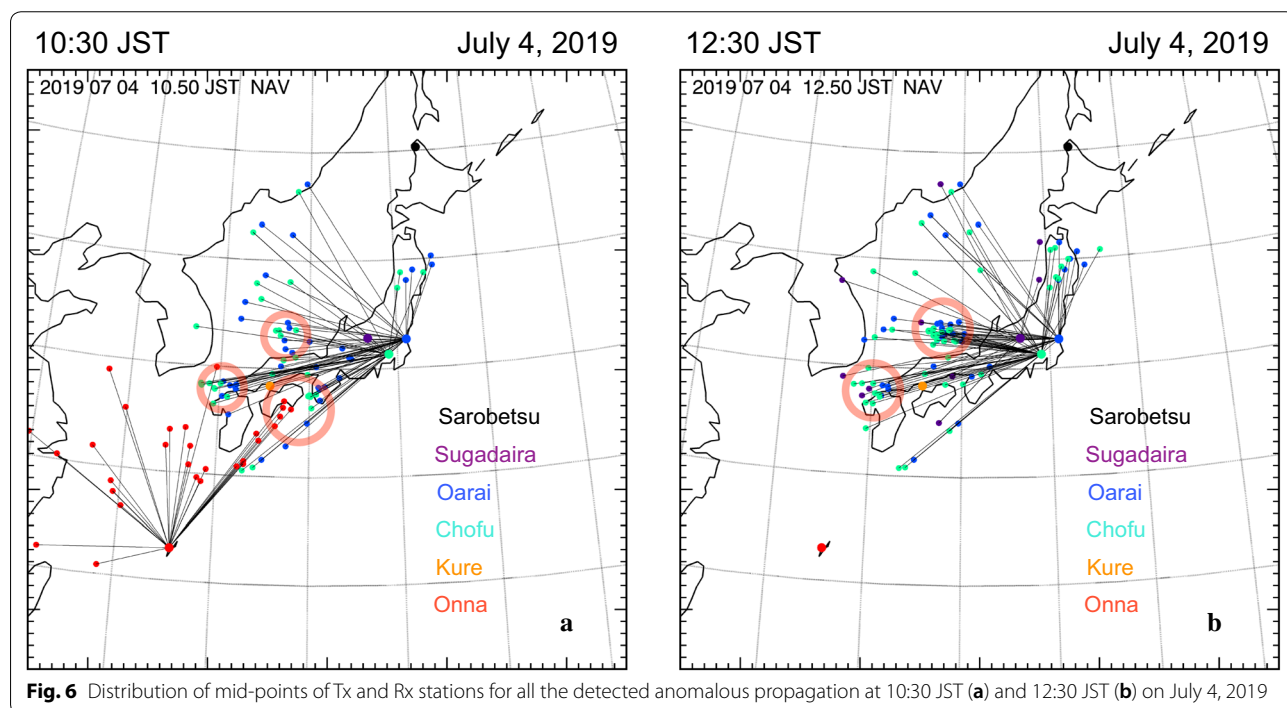 10:30 JST July 4, 2019
2019 07 04 10.50 JST NAV
Sarobetsu
Sugadaira
Oarai
Chofu
Kure
Onna
a
12:30 JST July 4, 2019
2019 07 04 12.50 JST NAV
Sarobetsu
Sugadaira
Oarai
Chofu
Kure
Onna
b
Fig. 6 Distribution of mid-points of Tx and Rx stations for all the detected anomalous propagation at 10:30 JST (a) and 12:30 JST (b) on July 4, 2019